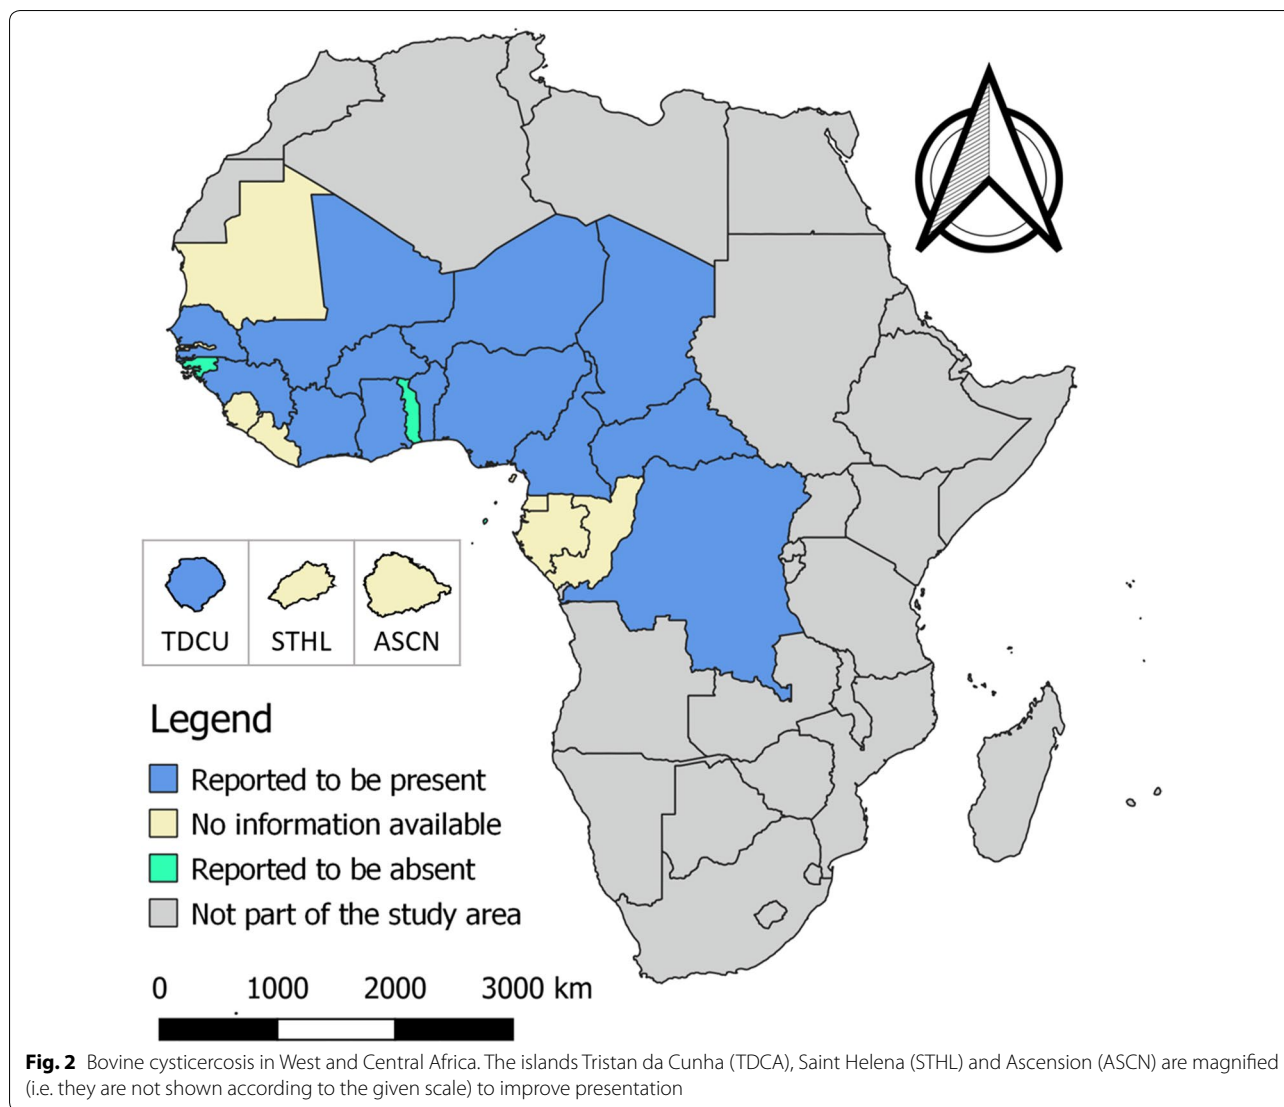 TDCU STHL ASCN
Legend
Reported to be present
No information available
Reported to be absent
Not part of the study area
0 1000 2000 3000 km
Fig. 2 Bovine cysticercosis in West and Central Africa. The islands Tristan da Cunha (TDCA), Saint Helena (STHL) and Ascension (ASCN) are magnified
(i.e. they are not shown according to the given scale) to improve presentation